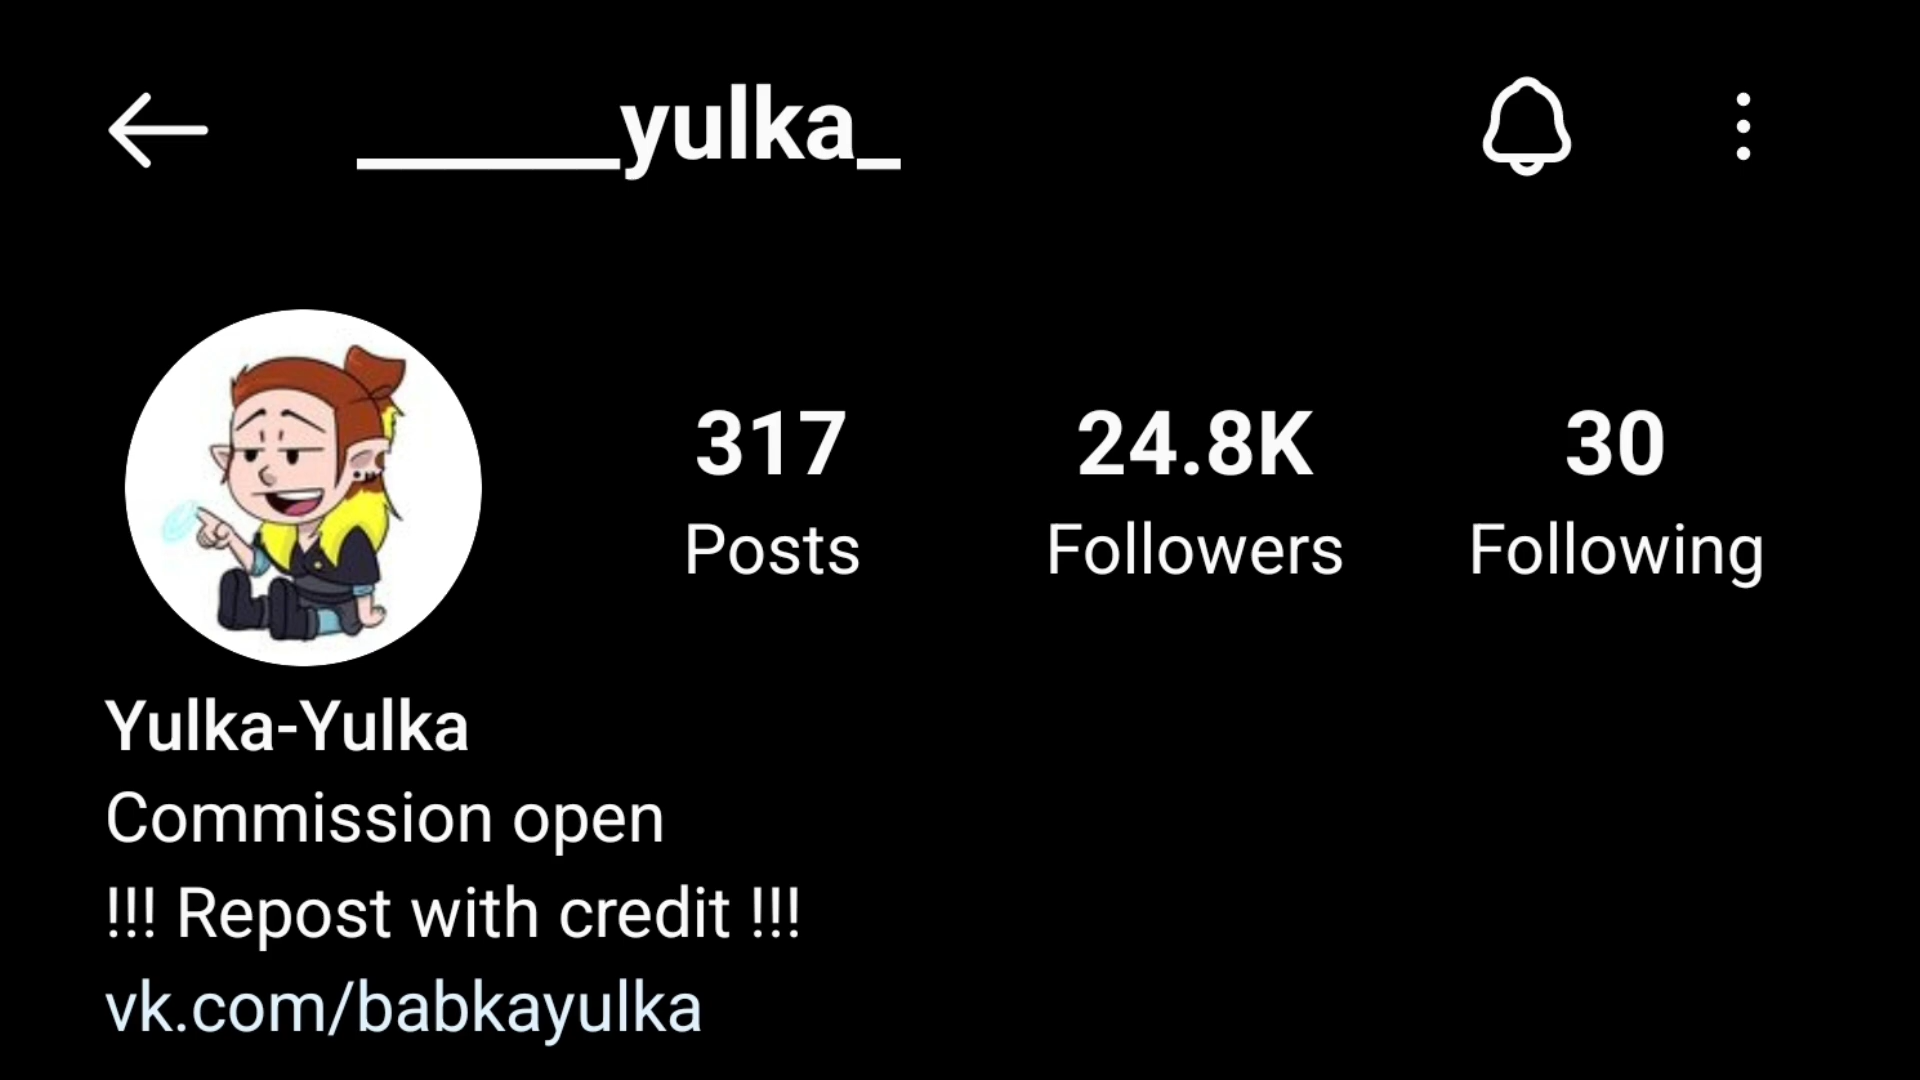 ______yulka_
317 24.8K 30
Posts Followers Following
Yulka-Yulka
Commission open
!!! Repost with credit !!!
vk.com/babkayulka